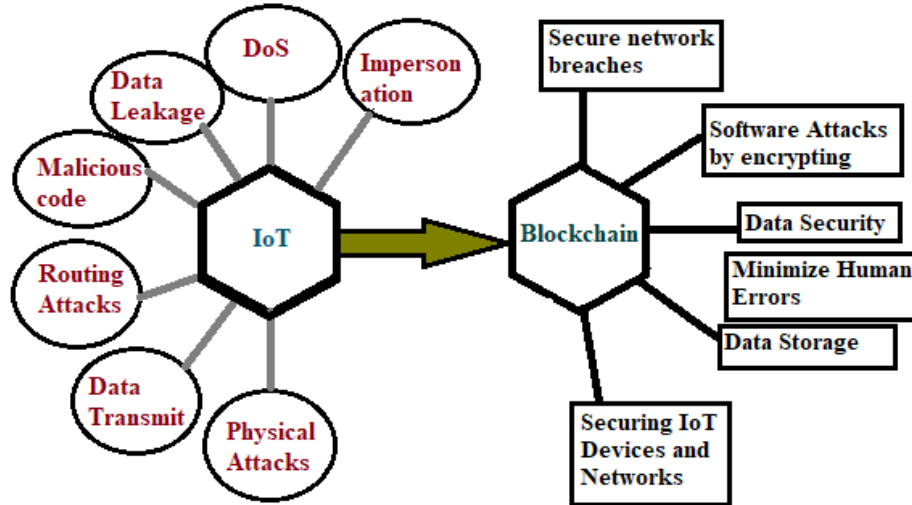 DoS
Imperson
ation
Data
Leakage
Malicious
code
IoT
Routing
Attacks
Data
Transmit
Physical
Attacks
Secure network
breaches
Software Attacks
by encrypting
Blockchain
Data Security
Minimize Human
Errors
Data Storage
Securing IoT
Devices and
Networks